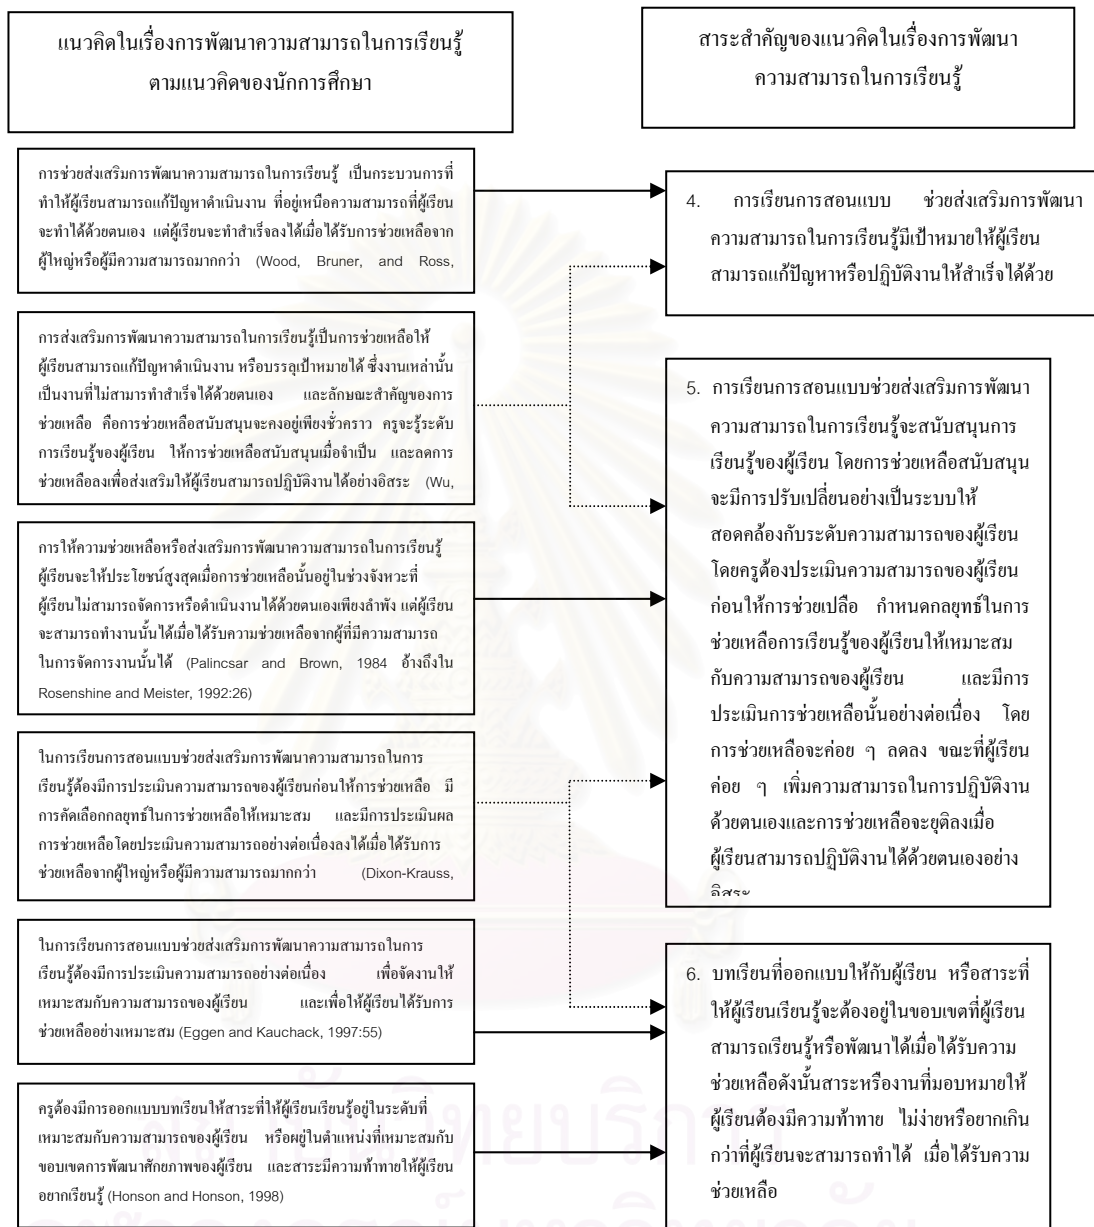 แนวคิดในเรื่องการพัฒนาความสามารถในการเรียนรู้
ตามแนวคิดของนักการศึกษา
สาระสำคัญของแนวคิดในเรื่องการพัฒนา
ความสามารถในการเรียนรู้
การช่วยส่งเสริมการพัฒนาความสามารถในการเรียนรู้ เป็นกระบวนการที่
ทำให้ผู้เรียนสามารถแก้ปัญหาดำเนินงาน ที่อยู่เหนือความสามารถที่ผู้เรียน
จะทำได้ด้วยตนเอง แต่ผู้เรียนจะทำสำเร็จลงได้เมื่อได้รับการช่วยเหลือจาก
ผู้ใหญ่หรือผู้มีความสามารถมากกว่า (Wood, Bruner, and Ross,
การส่งเสริมการพัฒนาความสามารถในการเรียนรู้เป็นการช่วยเหลือให้
ผู้เรียนสามารถแก้ปัญหาดำเนินงาน หรือบรรลุเป้าหมายได้ ซึ่งงานเหล่านั้น
เป็นงานที่ไม่สามารทำสำเร็จได้ด้วยตนเอง และลักษณะสำคัญของการ
ช่วยเหลือ คือการช่วยเหลือสนับสนุนจะคงอยู่เพียงชั่วคราว ครูจะรู้ระดับ
การเรียนรู้ของผู้เรียน ให้การช่วยเหลือสนับสนุนเมื่อจำเป็น และลดการ
ช่วยเหลือลงเพื่อส่งเสริมให้ผู้เรียนสามารถปฏิบัติงานได้อย่างอิสระ (Wu,
การให้ความช่วยเหลือหรือส่งเสริมการพัฒนาความสามารถในการเรียนรู้
ผู้เรียนจะให้ประโยชน์สูงสุดเมื่อการช่วยเหลือนั้นอยู่ในช่วงจังหวะที่
ผู้เรียนไม่สามารถจัดการหรือดำเนินงานได้ด้วยตนเองเพียงลำพัง แต่ผู้เรียน
จะสามารถทำงานนั้นได้เมื่อได้รับความช่วยเหลือจากผู้ที่มีความสามารถ
ในการจัดการงานนั้นได้ (Palincsar and Brown, 1984 อ้างถึงใน
Rosenshine and Meister, 1992:26)
ในการเรียนการสอนแบบช่วยส่งเสริมการพัฒนาความสามารถในการ
เรียนรู้ต้องมีการประเมินความสามารถของผู้เรียนก่อนให้การช่วยเหลือ มี
การคัดเลือกกลยุทธ์ในการช่วยเหลือให้เหมาะสม และมีการประเมินผล
การช่วยเหลือโดยประเมินความสามารถอย่างต่อเนื่องลงได้เมื่อได้รับการ
ช่วยเหลือจากผู้ใหญ่หรือผู้มีความสามารถมากกว่า (Dixon-Krauss,
ในการเรียนการสอนแบบช่วยส่งเสริมการพัฒนาความสามารถในการ
เรียนรู้ต้องมีการประเมินความสามารถอย่างต่อเนื่อง เพื่อจัดงานให้
เหมาะสมกับความสามารถของผู้เรียน และเพื่อให้ผู้เรียนได้รับการ
ช่วยเหลืออย่างเหมาะสม (Eggen and Kauchack, 1997:55)
ครูต้องมีการออกแบบบทเรียนให้สาระที่ให้ผู้เรียนเรียนรู้อยู่ในระดับที่
เหมาะสมกับความสามารถของผู้เรียน หรือผยู่ในตำแหน่งที่เหมาะสมกับ
ขอบเขตการพัฒนาศักยภาพของผู้เรียน และสาระมีความท้าทายให้ผู้เรียน
อยากเรียนรู้ (Honson and Honson, 1998)
4. การเรียนการสอนแบบ ช่วยส่งเสริมการพัฒนา
ความสามารถในการเรียนรู้มีเป้าหมายให้ผู้เรียน
สามารถแก้ปัญหาหรือปฏิบัติงานให้สำเร็จได้ด้วย
5. การเรียนการสอนแบบช่วยส่งเสริมการพัฒนา
ความสามารถในการเรียนรู้จะสนับสนุนการ
เรียนรู้ของผู้เรียน โดยการช่วยเหลือสนับสนุน
จะมีการปรับเปลี่ยนอย่างเป็นระบบให้
สอดคล้องกับระดับความสามารถของผู้เรียน
โดยครูต้องประเมินความสามารถของผู้เรียน
ก่อนให้การช่วยเปลือ กำหนดกลยุทธ์ในการ
ช่วยเหลือการเรียนรู้ของผู้เรียนให้เหมาะสม
กับความสามารถของผู้เรียน และมีการ
ประเมินการช่วยเหลือนั้นอย่างต่อเนื่อง โดย
การช่วยเหลือจะค่อย ๆ ลดลง ขณะที่ผู้เรียน
ค่อย ๆ เพิ่มความสามารถในการปฏิบัติงาน
ด้วยตนเองและการช่วยเหลือจะยุติลงเมื่อ
ผู้เรียนสามารถปฏิบัติงานได้ด้วยตนเองอย่าง
อิสระ
6. บทเรียนที่ออกแบบให้กับผู้เรียน หรือสาระที่
ให้ผู้เรียนเรียนรู้จะต้องอยู่ในขอบเขตที่ผู้เรียน
สามารถเรียนรู้หรือพัฒนาได้เมื่อได้รับความ
ช่วยเหลือดังนั้นสาระหรืองานที่มอบหมายให้
ผู้เรียนต้องมีความท้าทาย ไม่ง่ายหรือยากเกิน
กว่าที่ผู้เรียนจะสามารถทำได้ เมื่อได้รับความ
ช่วยเหลือ